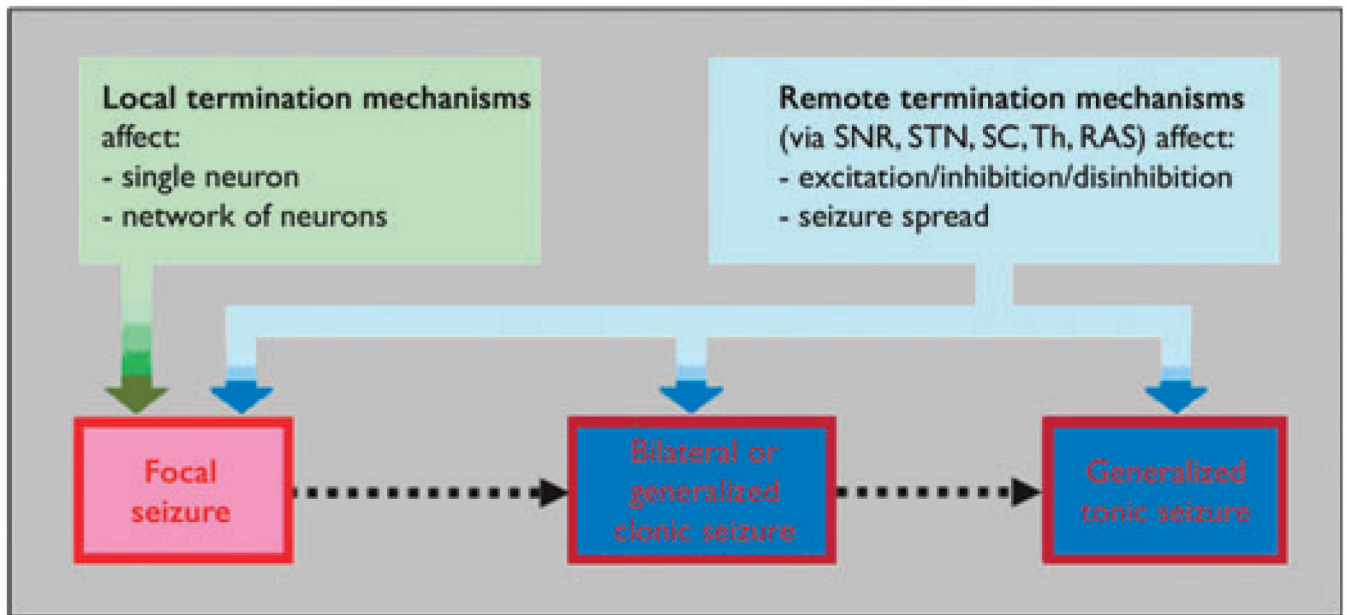 Local termination mechanisms
affect:
- single neuron
- network of neurons
Remote termination mechanisms
(via SNR, STN, SC, Th, RAS) affect:
- excitation/inhibition/disinhibition
- seizure spread
Focal
seizure
Bilateral or
generalized
clonic seizure
Generalized
tonic seizure